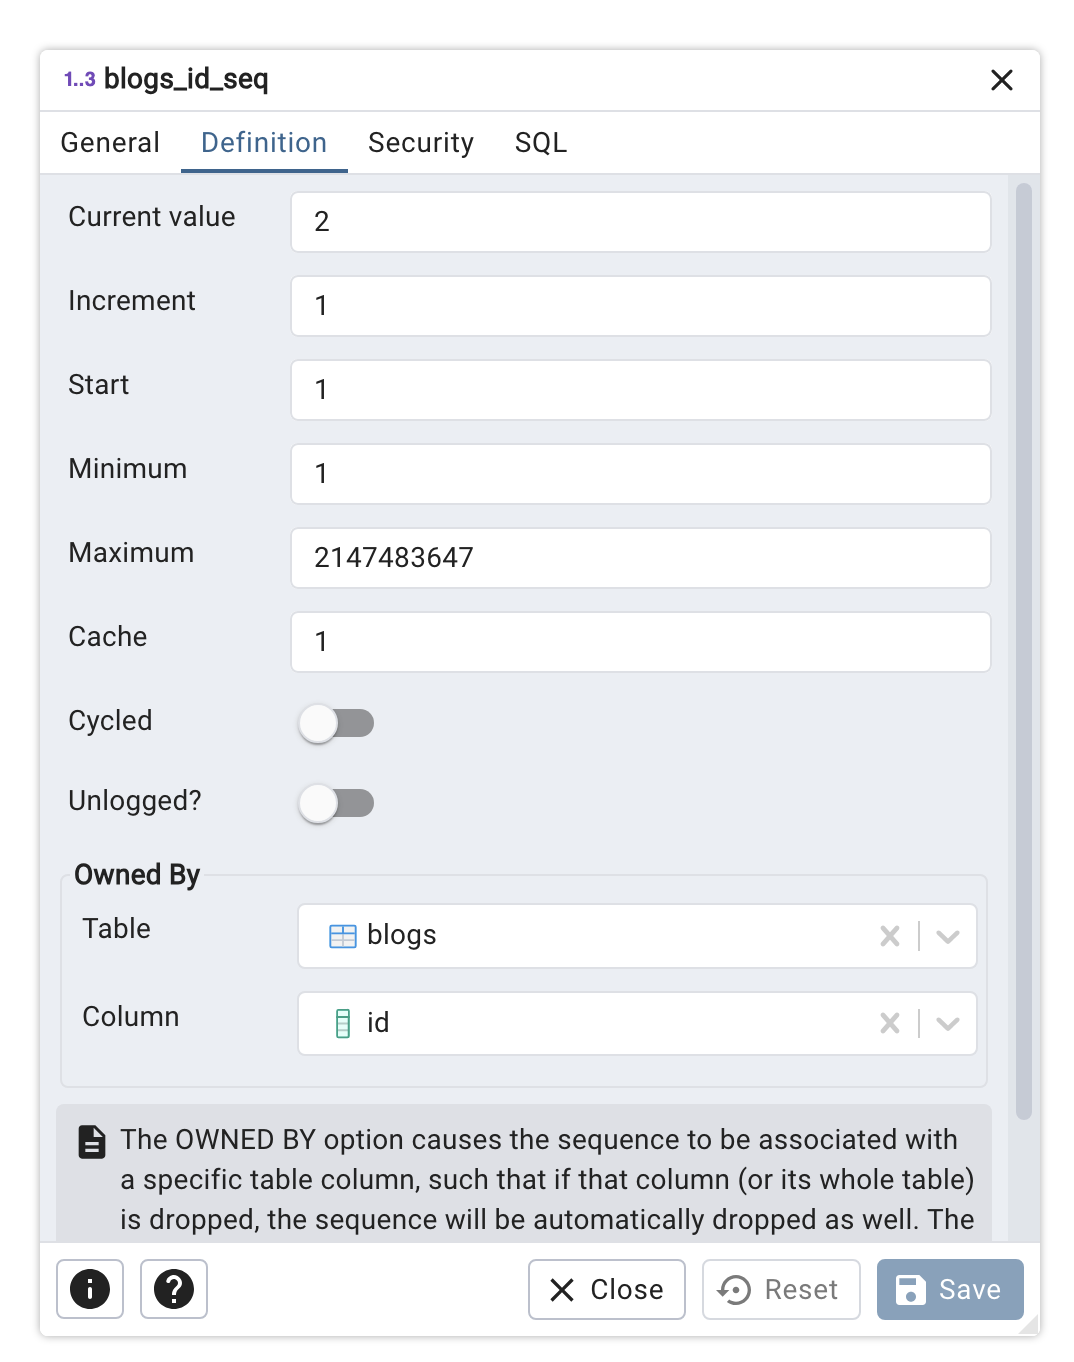 1..3 blogs_id_seq
General Definition Security SQL
Current value 2
Increment 1
Start 1
Minimum 1
Maximum 2147483647
Cache 1
Cycled
Unlogged?
Owned By
Table blogs
Column id
The OWNED BY option causes the sequence to be associated with
a specific table column, such that if that column (or its whole table)
is dropped, the sequence will be automatically dropped as well. The
Close Reset Save